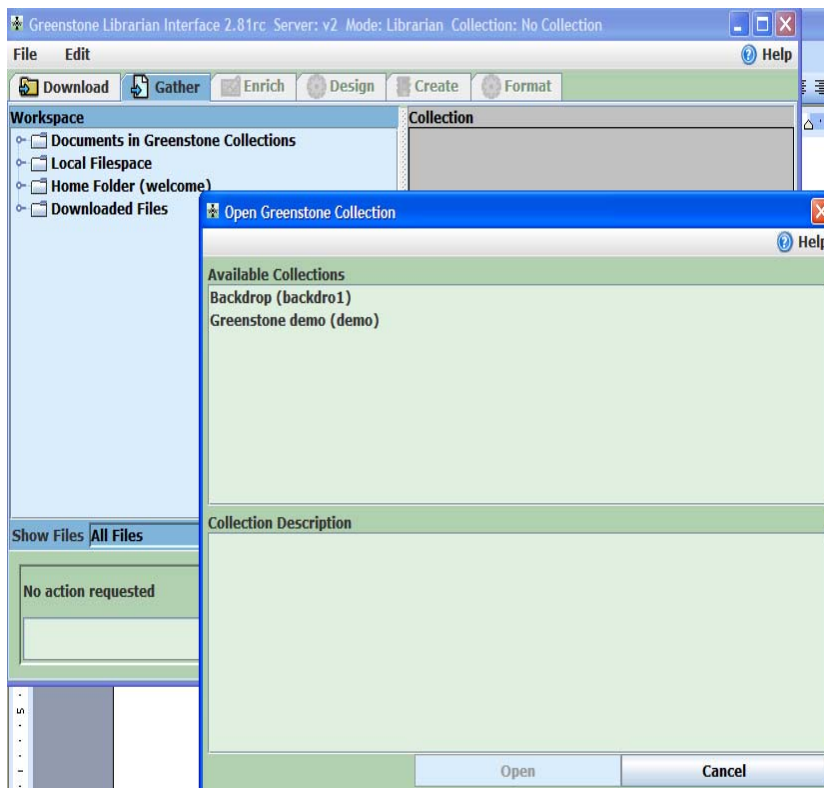 Greenstone Librarian Interface 2.81rc Server: v2 Mode: Librarian Collection: No Collection
File Edit Help
Download Gather Enrich Design Create Format
Workspace Collection
Documents in Greenstone Collections
Local Filespace
Home Folder (welcome)
Downloaded Files
Show Files All Files
No action requested
Open Greenstone Collection
Help
Available Collections
Backdrop (backdro1)
Greenstone demo (demo)
Collection Description
Open Cancel
5